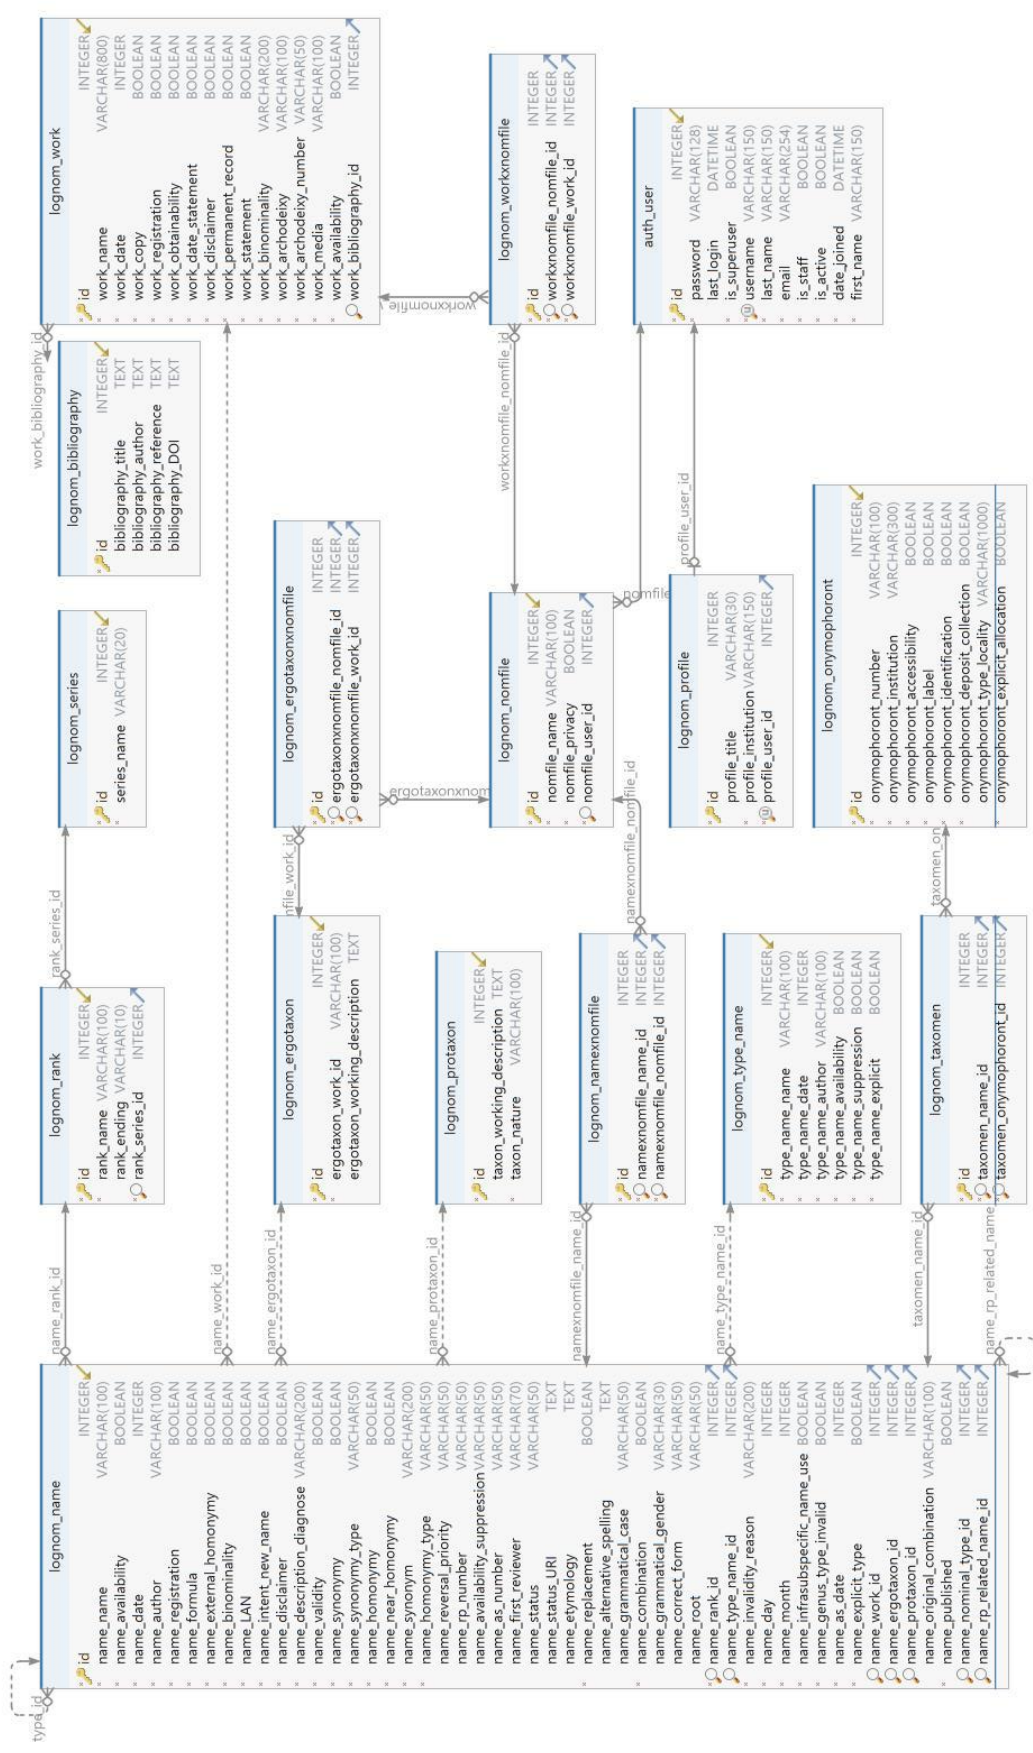 lognom_work
id INTEGER
work_name VARCHAR(800)
work_date INTEGER
work_copy BOOLEAN
work_registration BOOLEAN
work_obtainability BOOLEAN
work_date_statement BOOLEAN
work_disclaimer BOOLEAN
work_permanent_record BOOLEAN
work_statement BOOLEAN
work_binominality VARCHAR(200)
work_archodeixy VARCHAR(100)
work_archodeixy_number VARCHAR(50)
work_media VARCHAR(100)
work_availability BOOLEAN
work_bibliography_id INTEGER
work_bibliography_id
workxnomfile
lognom_workxnomfile
id INTEGER
workxnomfile_nomfile_id INTEGER
workxnomfile_work_id INTEGER
workxnomfile_nomfile_id
auth_user
id INTEGER
password VARCHAR(128)
last_login DATETIME
is_superuser BOOLEAN
username VARCHAR(150)
last_name VARCHAR(150)
email VARCHAR(254)
is_staff BOOLEAN
is_active BOOLEAN
date_joined DATETIME
first_name VARCHAR(150)
lognom_bibliography
id INTEGER
bibliography_title TEXT
bibliography_author TEXT
bibliography_reference TEXT
bibliography_DOI TEXT
lognom_series
id INTEGER
series_name VARCHAR(20)
rank_series_id
lognom_ergotaxonxnomfile
id INTEGER
ergotaxonxnomfile_nomfile_id INTEGER
ergotaxonxnomfile_work_id INTEGER
nfile_work_id
ergotaxonxnom
lognom_nomfile
id INTEGER
nomfile_name VARCHAR(100)
nomfile_privacy BOOLEAN
nomfile_user_id INTEGER
nomfile
profile_user_id
lognom_profile
id INTEGER
profile_title VARCHAR(30)
profile_institution VARCHAR(150)
profile_user_id INTEGER
lognom_onymophoront
id INTEGER
onymophoront_number VARCHAR(100)
onymophoront_institution VARCHAR(300)
onymophoront_accessibility BOOLEAN
onymophoront_label BOOLEAN
onymophoront_identification BOOLEAN
onymophoront_deposit_collection BOOLEAN
onymophoront_type_locality VARCHAR(1000)
onymophoront_explicit_allocation BOOLEAN
lognom_rank
id INTEGER
rank_name VARCHAR(100)
rank_ending VARCHAR(10)
rank_series_id INTEGER
name_rank_id
name_work_id
lognom_ergotaxon
id INTEGER
ergotaxon_work_id VARCHAR(100)
ergotaxon_working_description TEXT
name_ergotaxon_id
lognom_protaxon
id INTEGER
taxon_working_description TEXT
taxon_nature VARCHAR(100)
name_protaxon_id
lognom_namexnomfile
id INTEGER
namexnomfile_name_id INTEGER
namexnomfile_nomfile_id INTEGER
namexnomfile_name_id
namexnomfile_nomfile_id
lognom_type_name
id INTEGER
type_name_name VARCHAR(100)
type_name_date INTEGER
type_name_author VARCHAR(100)
type_name_availability BOOLEAN
type_name_suppression BOOLEAN
type_name_explicit BOOLEAN
name_type_name_id
lognom_taxomen
id INTEGER
taxomen_name_id INTEGER
taxomen_onymophoront_id INTEGER
taxomen_name_id
taxomen_on
name_rp_related_name
lognom_name
id INTEGER
name_name VARCHAR(100)
name_availability BOOLEAN
name_date INTEGER
name_author VARCHAR(100)
name_registration BOOLEAN
name_formula BOOLEAN
name_external_homonymy BOOLEAN
name_binominality BOOLEAN
name_LAN BOOLEAN
name_intent_new_name BOOLEAN
name_disclaimer BOOLEAN
name_description_diagnose VARCHAR(200)
name_validity BOOLEAN
name_synonymy BOOLEAN
name_synonymy_type VARCHAR(50)
name_homonymy BOOLEAN
name_near_homonymy BOOLEAN
name_synonym VARCHAR(200)
name_homonymy_type VARCHAR(50)
name_reversal_priority VARCHAR(50)
name_rp_number VARCHAR(50)
name_availability_suppression VARCHAR(50)
name_as_number VARCHAR(50)
name_first_reviewer VARCHAR(70)
name_status VARCHAR(50)
name_status_URI TEXT
name_etymology TEXT
name_replacement BOOLEAN
name_alternative_spelling TEXT
name_grammatical_case VARCHAR(50)
name_combination BOOLEAN
name_grammatical_gender VARCHAR(30)
name_correct_form VARCHAR(50)
name_root VARCHAR(50)
name_rank_id INTEGER
name_type_name_id INTEGER
name_invalidity_reason VARCHAR(200)
name_day INTEGER
name_month INTEGER
name_infrasubspecific_name_use BOOLEAN
name_genus_type_invalid BOOLEAN
name_as_date INTEGER
name_explicit_type BOOLEAN
name_work_id INTEGER
name_ergotaxon_id INTEGER
name_protaxon_id INTEGER
name_original_combination VARCHAR(100)
name_published BOOLEAN
name_nominal_type_id INTEGER
name_rp_related_name_id INTEGER
type_id